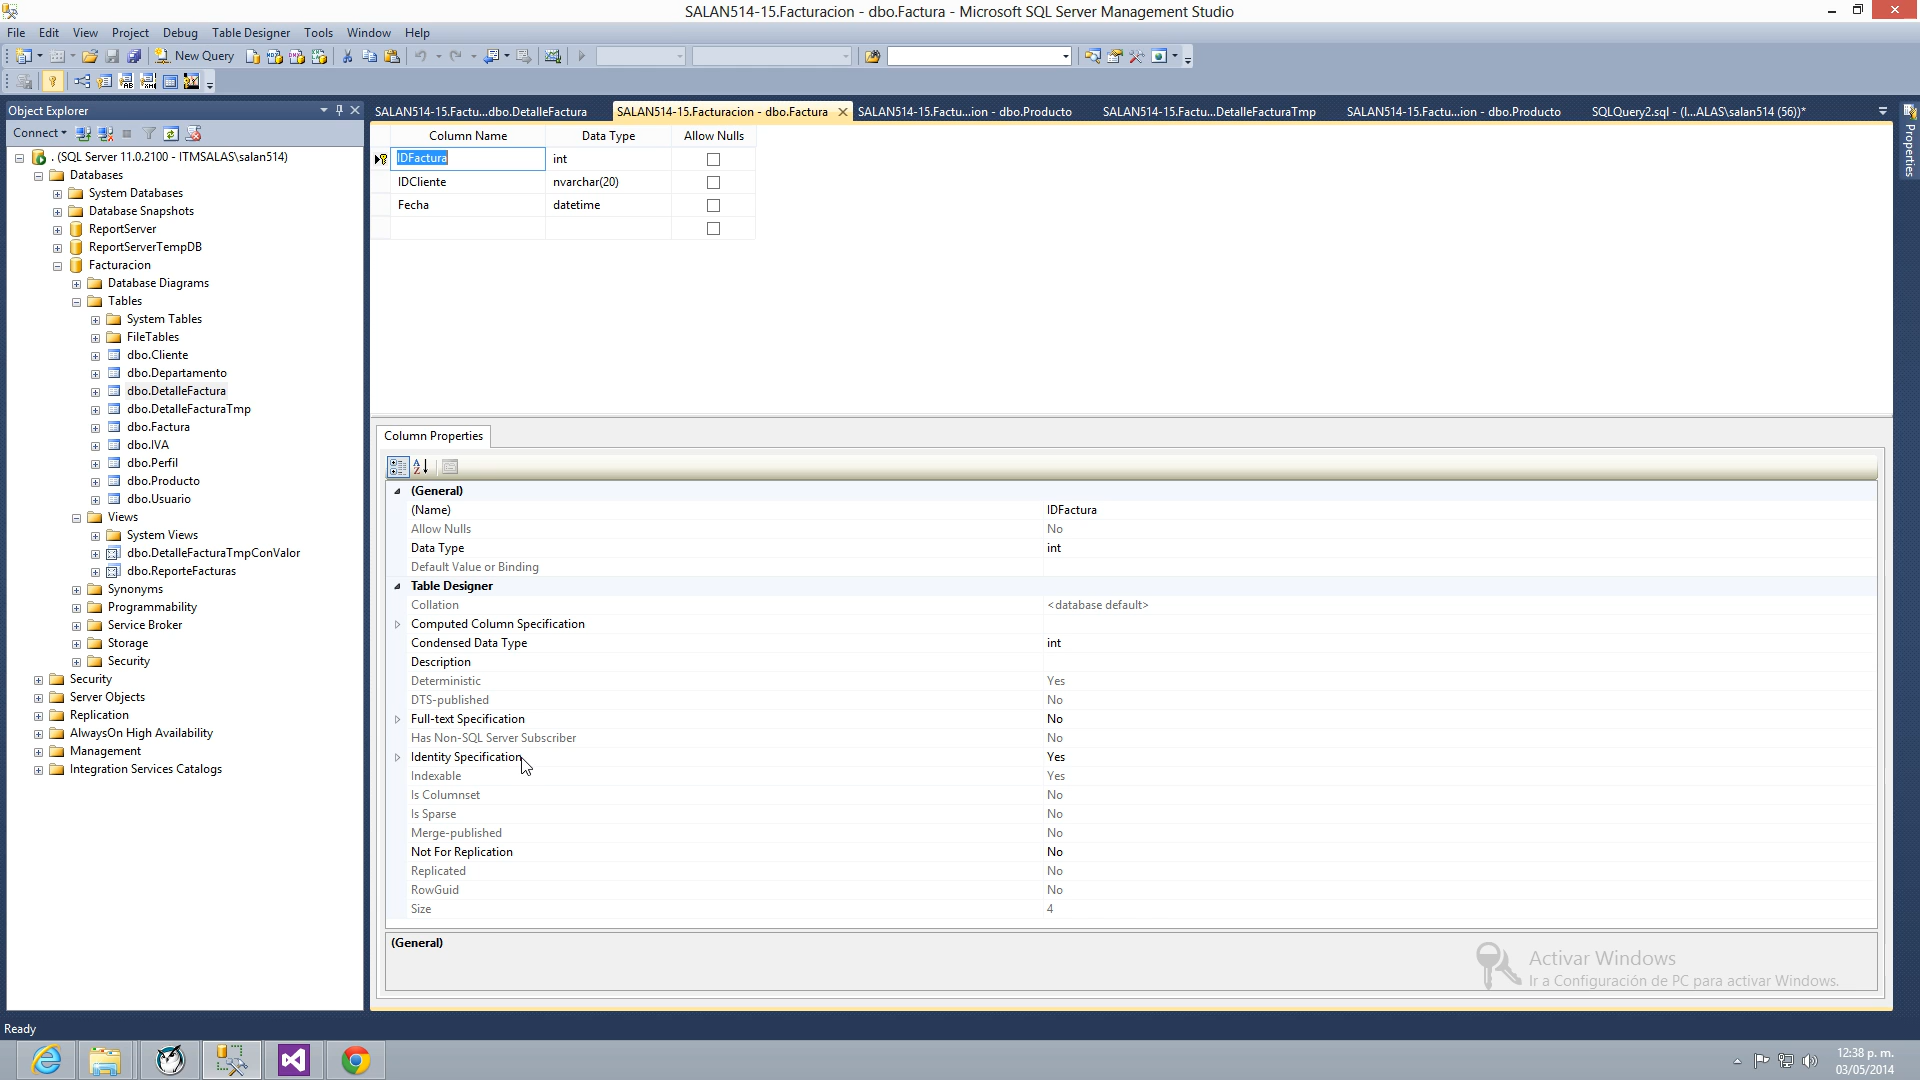 SALAN514-15.Facturacion - dbo.Factura - Microsoft SQL Server Management Studio
File Edit View Project Debug Table Designer Tools Window Help
New Query
Object Explorer
SALAN514-15.Factu...dbo.DetalleFactura SALAN514-15.Facturacion - dbo.Factura SALAN514-15.Factu...ion - dbo.Producto SALAN514-15.Factu...DetalleFacturaTmp SALAN514-15.Factu...ion - dbo.Producto SQLQuery2.sql - (l...ALAS\salan514 (56))*
Properties
Connect
. (SQL Server 11.0.2100 - ITMSALAS\salan514)
Databases
System Databases
Database Snapshots
ReportServer
ReportServerTempDB
Facturacion
Database Diagrams
Tables
System Tables
FileTables
dbo.Cliente
dbo.Departamento
dbo.DetalleFactura
dbo.DetalleFacturaTmp
dbo.Factura
dbo.IVA
dbo.Perfil
dbo.Producto
dbo.Usuario
Views
System Views
dbo.DetalleFacturaTmpConValor
dbo.ReporteFacturas
Synonyms
Programmability
Service Broker
Storage
Security
Security
Server Objects
Replication
AlwaysOn High Availability
Management
Integration Services Catalogs
Column Name Data Type Allow Nulls
IDFactura int
IDCliente nvarchar(20)
Fecha datetime
Column Properties
(General)
(Name) IDFactura
Allow Nulls No
Data Type int
Default Value or Binding
Table Designer
Collation <database default>
Computed Column Specification
Condensed Data Type int
Description
Deterministic Yes
DTS-published No
Full-text Specification No
Has Non-SQL Server Subscriber No
Identity Specification Yes
Indexable Yes
Is Columnset No
Is Sparse No
Merge-published No
Not For Replication No
Replicated No
RowGuid No
Size 4
(General)
Activar Windows
Ir a Configuración de PC para activar Windows.
Ready
12:38 p. m.
03/05/2014